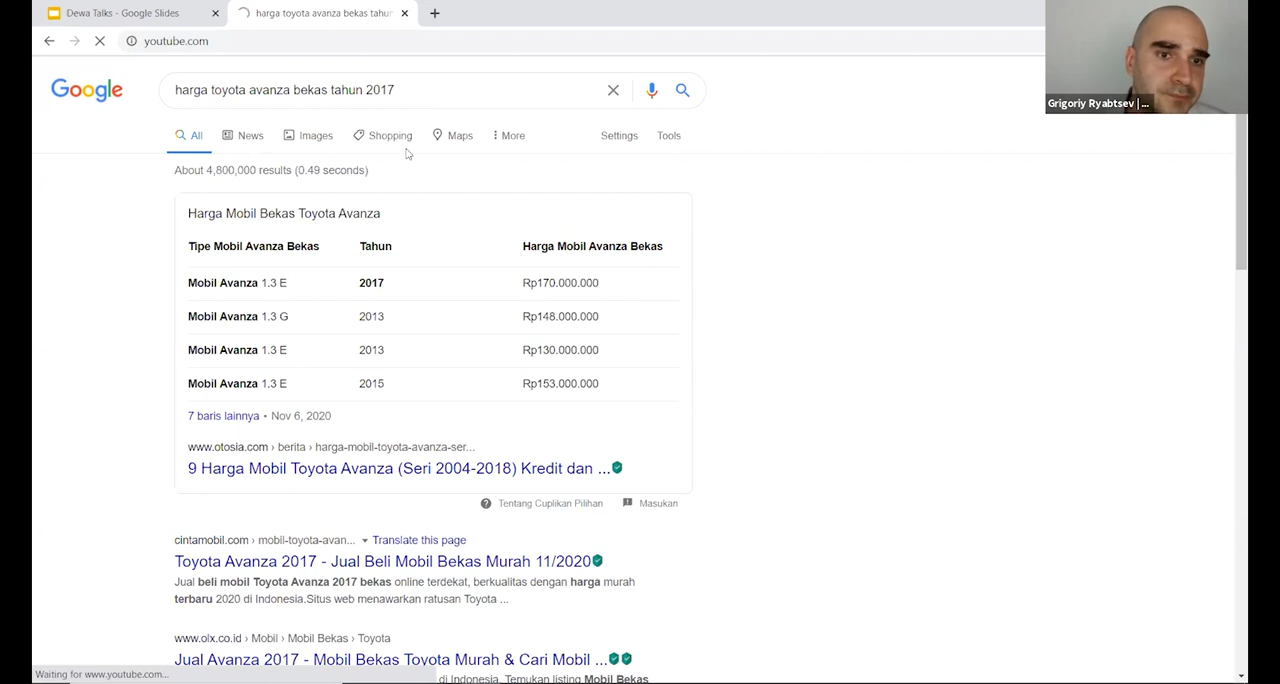 Dewa Talks - Google Slides
harga toyota avanza bekas tahun
youtube.com
Grigoriy Ryabtsev | ...
Google
harga toyota avanza bekas tahun 2017
All News Images Shopping Maps More Settings Tools
About 4,800,000 results (0.49 seconds)
Harga Mobil Bekas Toyota Avanza
Tipe Mobil Avanza Bekas Tahun Harga Mobil Avanza Bekas
Mobil Avanza 1.3 E 2017 Rp170.000.000
Mobil Avanza 1.3 G 2013 Rp148.000.000
Mobil Avanza 1.3 E 2013 Rp130.000.000
Mobil Avanza 1.3 E 2015 Rp153.000.000
7 baris lainnya • Nov 6, 2020
www.otosia.com › berita › harga-mobil-toyota-avanza-ser...
9 Harga Mobil Toyota Avanza (Seri 2004-2018) Kredit dan ...
Tentang Cuplikan Pilihan Masukan
cintamobil.com › mobil-toyota-avan... Translate this page
Toyota Avanza 2017 - Jual Beli Mobil Bekas Murah 11/2020
Jual beli mobil Toyota Avanza 2017 bekas online terdekat, berkualitas dengan harga murah
terbaru 2020 di Indonesia.Situs web menawarkan ratusan Toyota ...
www.olx.co.id › Mobil › Mobil Bekas › Toyota
Jual Avanza 2017 - Mobil Bekas Toyota Murah & Cari Mobil ...
di Indonesia. Temukan listing Mobil Bekas
Waiting for www.youtube.com...